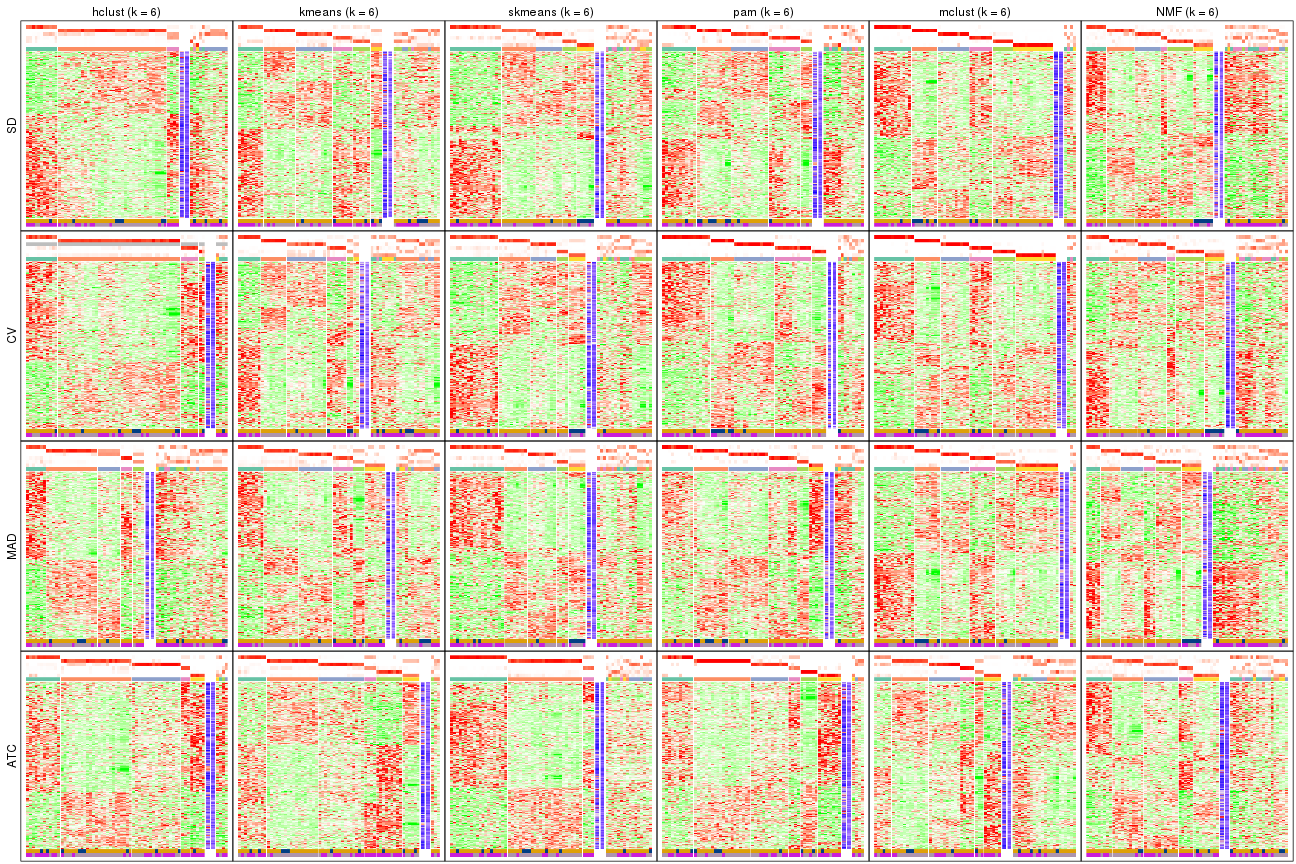 hclust (k = 6)
kmeans (k = 6)
skmeans (k = 6)
pam (k = 6)
mclust (k = 6)
NMF (k = 6)
SD
CV
MAD
ATC